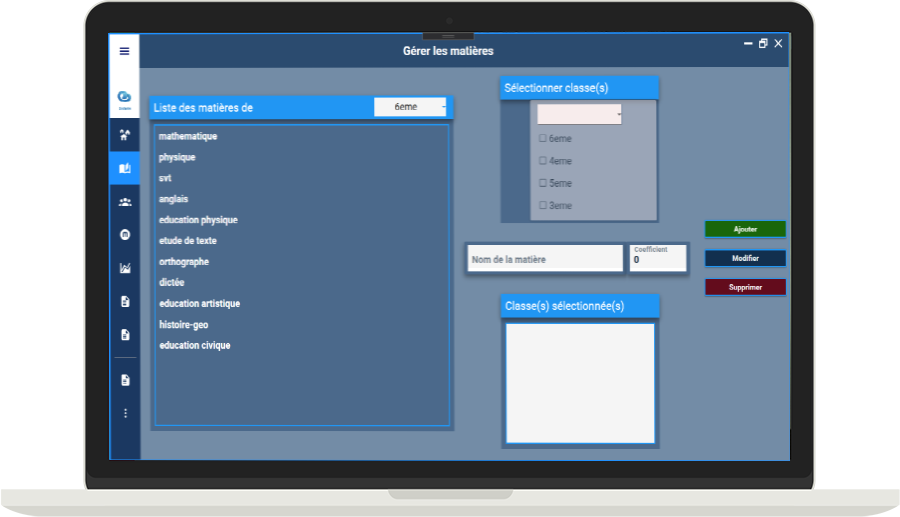 Gérer les matières
Liste des matières de
6eme
mathematique
physique
svt
anglais
education physique
etude de texte
orthographe
dictée
education artistique
histoire-geo
education civique
Sélectionner classe(s)
6eme
4eme
5eme
3eme
Nom de la matière
Coefficient
0
Classe(s) sélectionnée(s)
Ajouter
Modifier
Supprimer